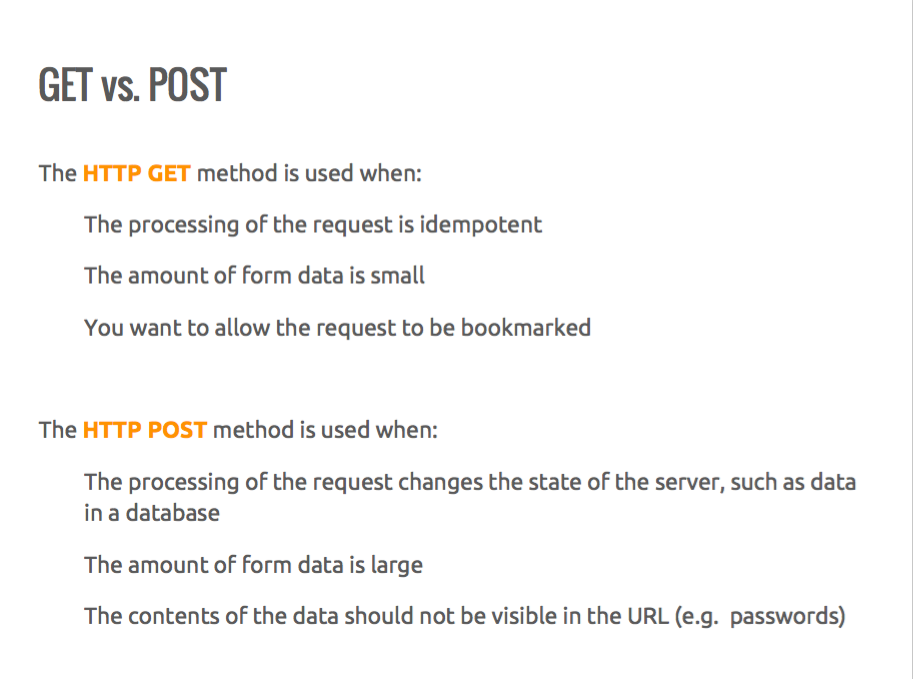 GET vs. POST
The HTTP GET method is used when:
The processing of the request is idempotent
The amount of form data is small
You want to allow the request to be bookmarked
The HTTP POST method is used when:
The processing of the request changes the state of the server, such as data
in a database
The amount of form data is large
The contents of the data should not be visible in the URL (e.g.  passwords)